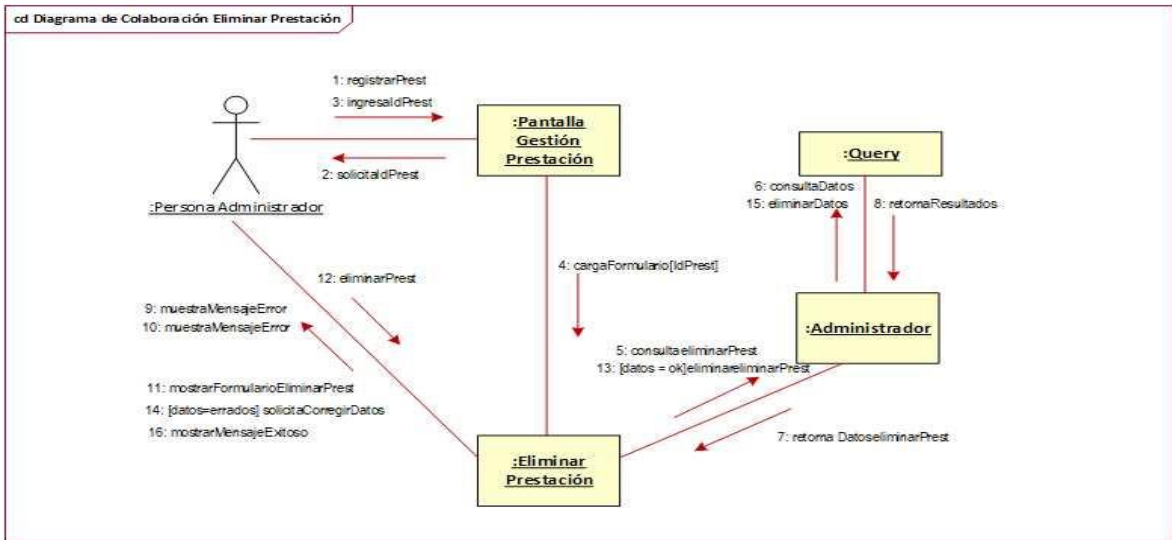 cd Diagrama de Colaboración Eliminar Prestación
1: registrarPrest
3: ingresaIdPrest
:Pantalla
Gestión
Prestación
2: solicitaIdPrest
:Persona Administrador
:Query
6: consultaDatos
15: eliminarDatos
8: retornaResultados
4: cargaFormulario[IdPrest]
12: eliminarPrest
9: muestraMensajeError
10: muestraMensajeError
:Administrador
5: consultaeliminarPrest
13: [datos = ok]eliminareliminarPrest
11: mostrarFormularioEliminarPrest
14: [datos=errados] solicitaCorregirDatos
16: mostrarMensajeExitoso
7: retorna DatoseliminarPrest
:Eliminar
Prestación